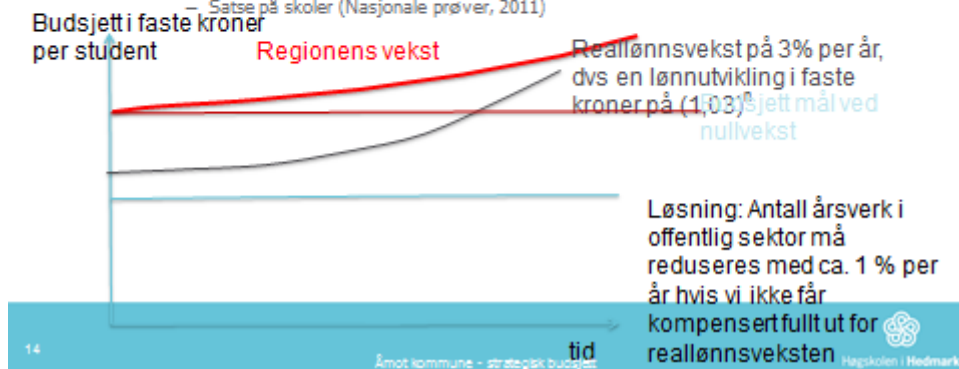 – Satse på skoler (Nasjonale prøver, 2011)
Budsjett i faste kroner
per student
Regionens vekst
Reallønnsvekst på 3% per år,
dvs en lønnutvikling i faste
kroner på (1,03)ⁿ
Budsjett mål ved
nullvekst
Løsning: Antall årsverk i
offentlig sektor må
reduseres med ca. 1 % per
år hvis vi ikke får
kompensert fullt ut for
reallønnsveksten
tid
14
Åmot kommune - strategisk budsjett
Høgskolen i Hedmark